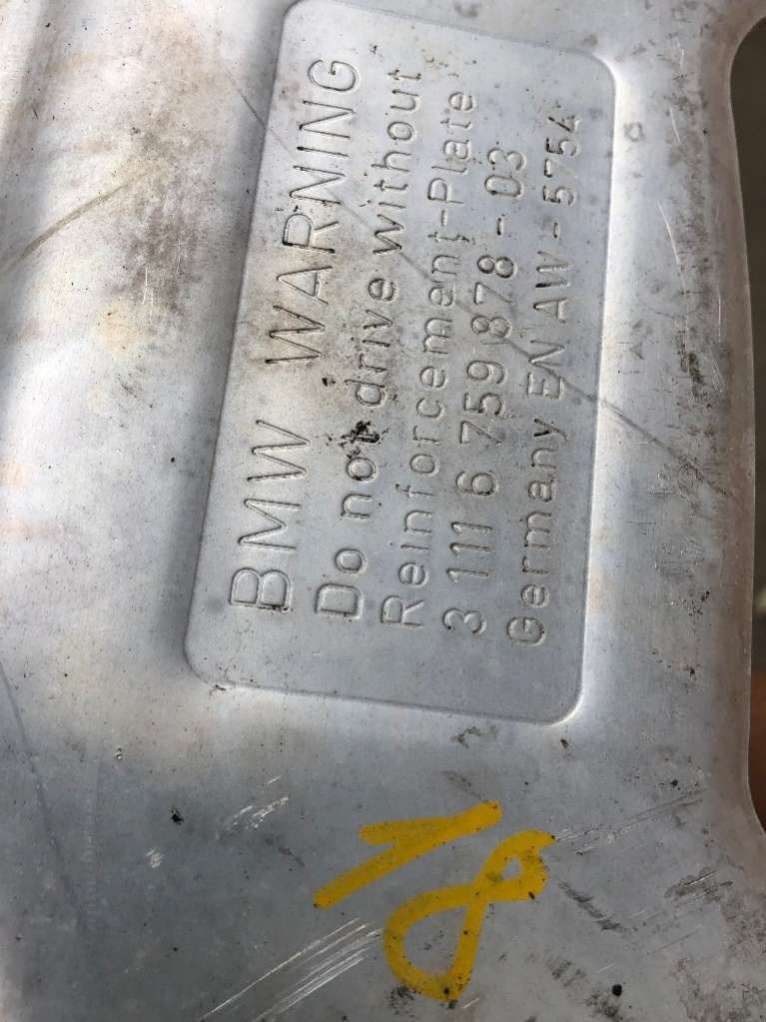 BMW WARNING
Do not drive without
Reinforcement-Plate
3 111 6 759 878 - 03
Germany EN AW - 5754
18